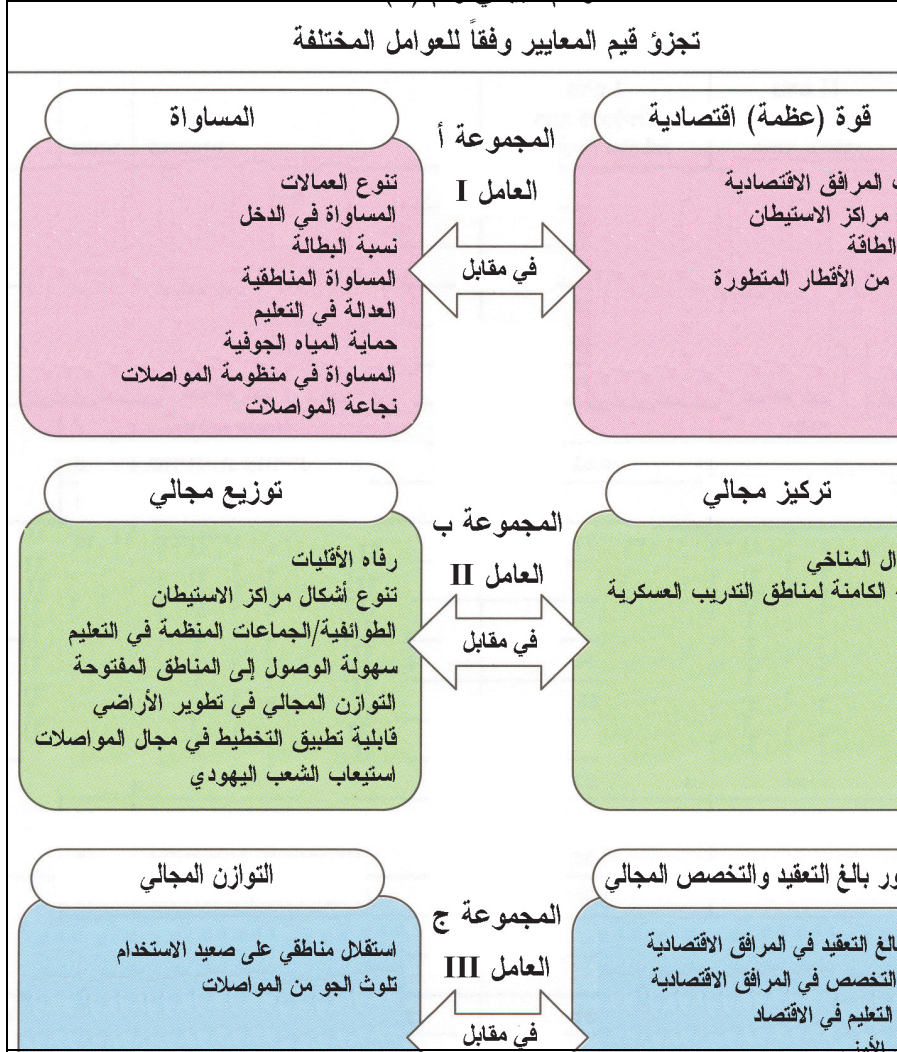 تجزؤ قيم المعايير وفقاً للعوامل المختلفة
قوة (عظمة) اقتصادية
المرافق الاقتصادية
مراكز الاستيطان
الطاقة
من الأقطار المتطورة
المجموعة أ
العامل I
في مقابل
المساواة
تنوع العمالات
المساواة في الدخل
نسبة البطالة
المساواة المناطقية
العدالة في التعليم
حماية المياه الجوفية
المساواة في منظومة المواصلات
نجاعة المواصلات
تركيز مجالي
المناخي
الكامنة لمناطق التدريب العسكرية
المجموعة ب
العامل II
في مقابل
توزيع مجالي
رفاه الأقليات
تنوع أشكال مراكز الاستيطان
الطوائفية/الجماعات المنظمة في التعليم
سهولة الوصول إلى المناطق المفتوحة
التوازن المجالي في تطوير الأراضي
قابلية تطبيق التخطيط في مجال المواصلات
استيعاب الشعب اليهودي
بالغ التعقيد والتخصص المجالي
التعقيد في المرافق الاقتصادية
التخصص في المرافق الاقتصادية
التعليم في الاقتصاد
المجموعة ج
العامل III
في مقابل
التوازن المجالي
استقلال مناطقي على صعيد الاستخدام
تلوث الجو من المواصلات